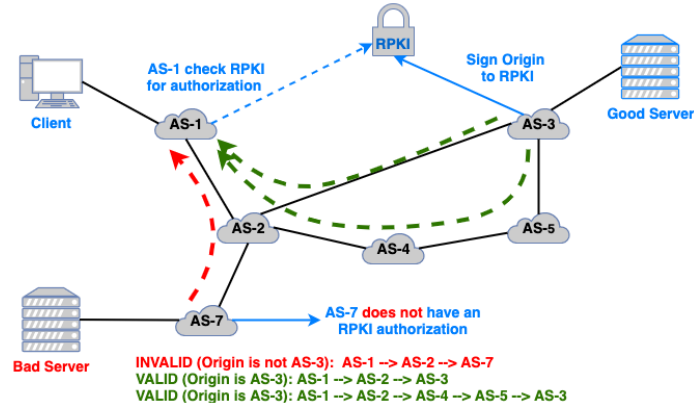 RPKI
AS-1 check RPKI
for authorization
Sign Origin
to RPKI
Client
AS-1
AS-3
Good Server
AS-2
AS-4
AS-5
AS-7
AS-7 does not have an
RPKI authorization
Bad Server
INVALID (Origin is not AS-3): AS-1 --> AS-2 --> AS-7
VALID (Origin is AS-3): AS-1 --> AS-2 --> AS-3
VALID (Origin is AS-3): AS-1 --> AS-2 --> AS-4 --> AS-5 --> AS-3